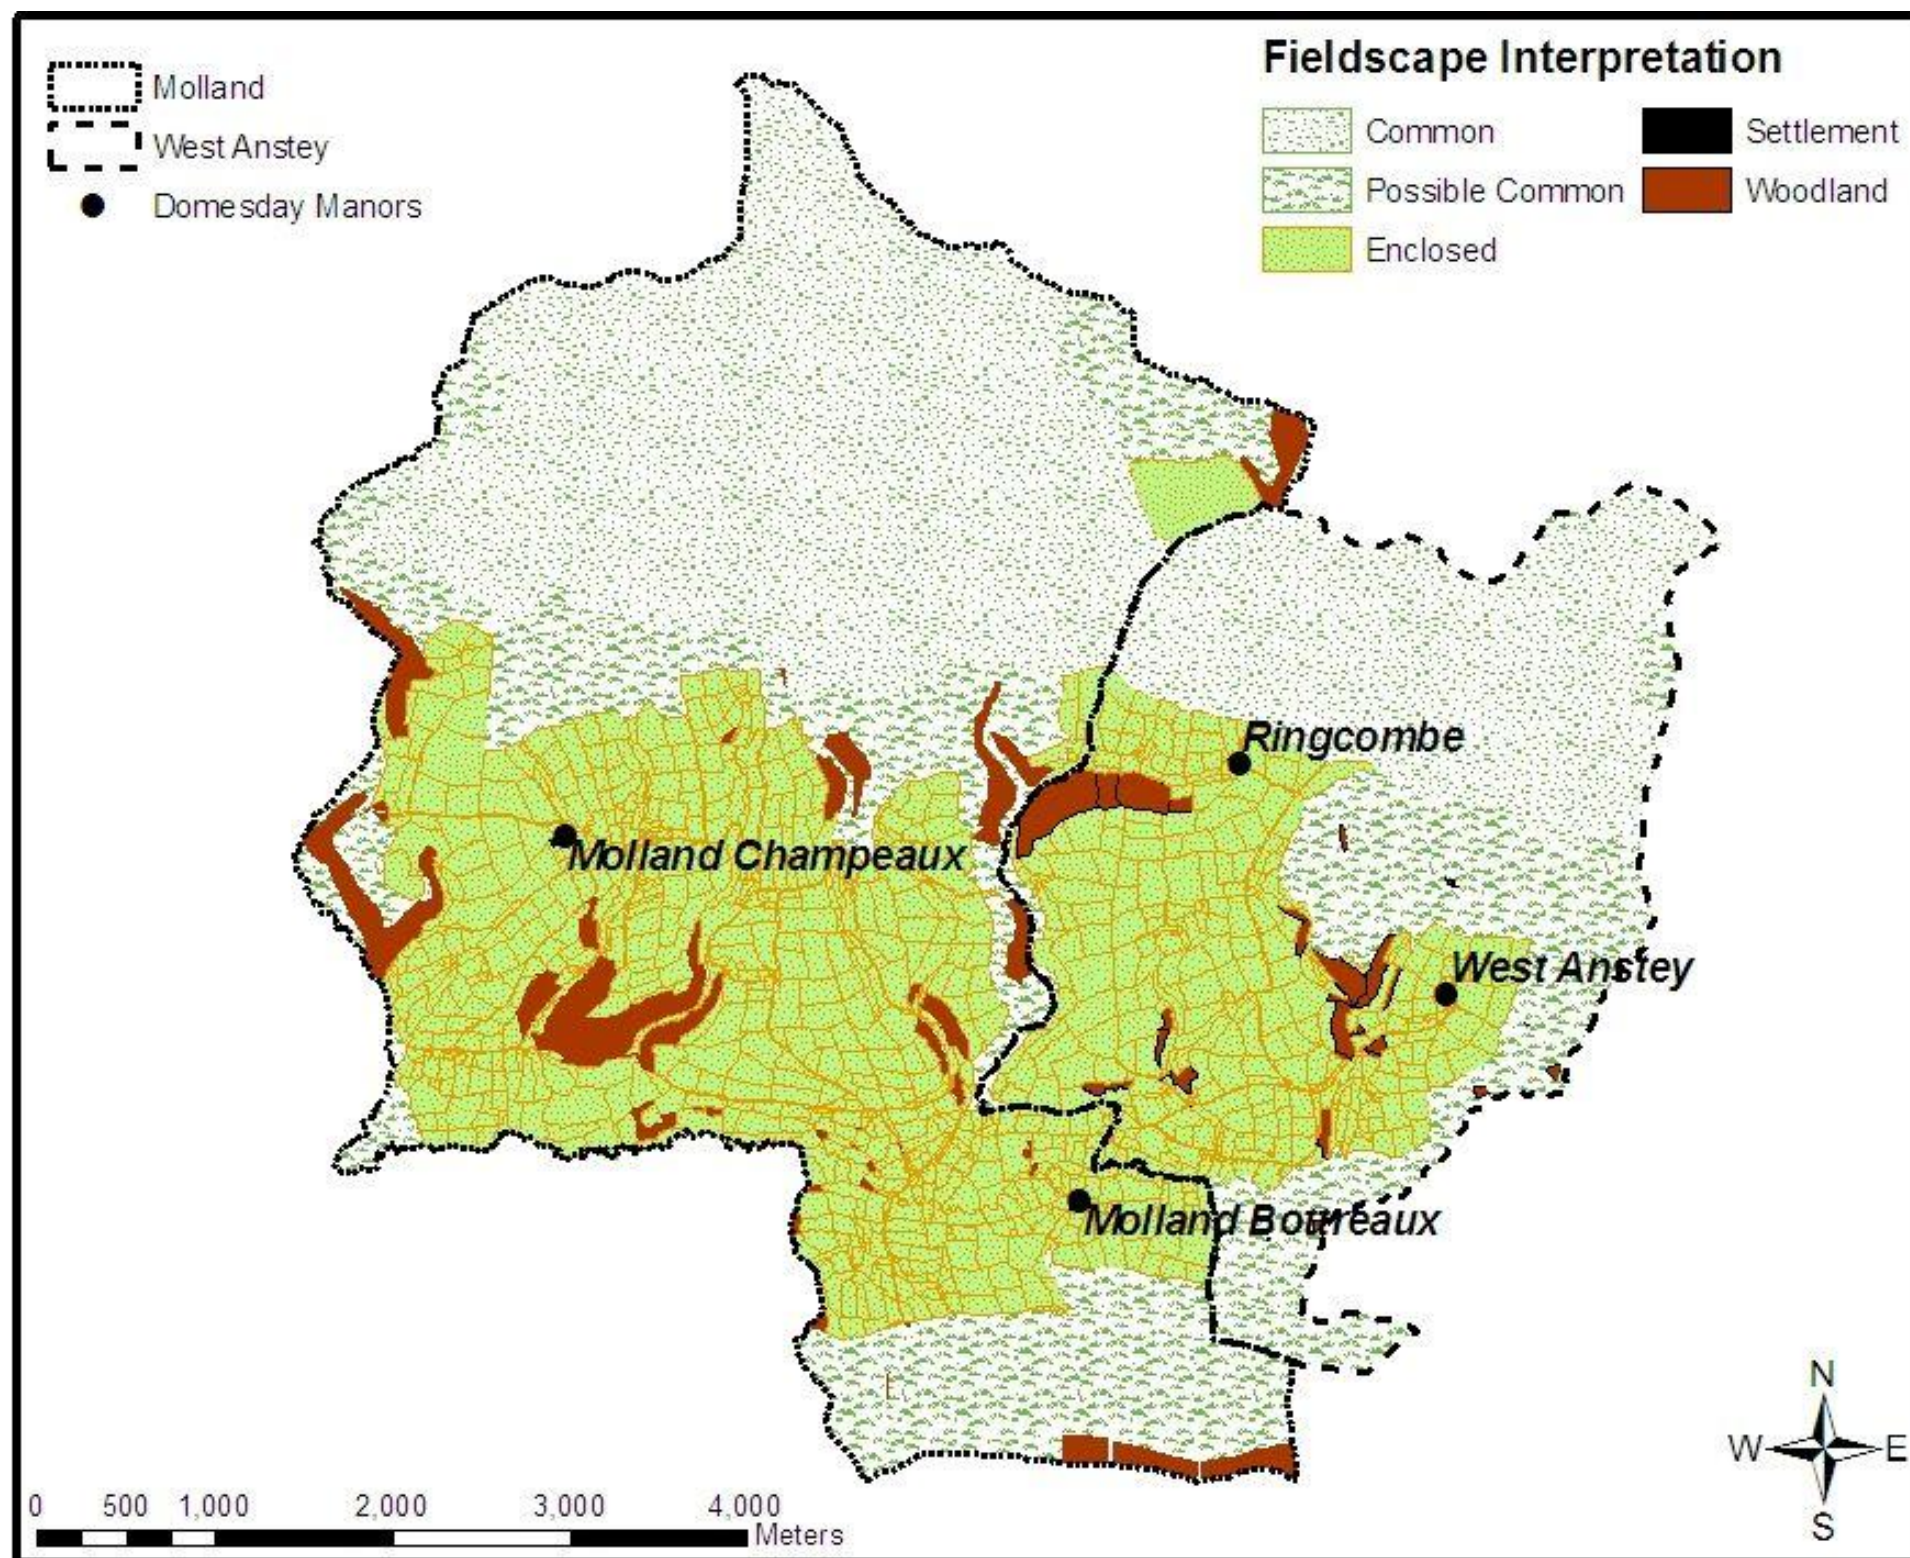 Molland
West Anstey
Domesday Manors
Fieldscape Interpretation
Common
Settlement
Possible Common
Woodland
Enclosed
Ringcombe
Molland Champeaux
West Anstey
Molland Botreaux
N
W E
S
0 500 1,000 2,000 3,000 4,000
Meters